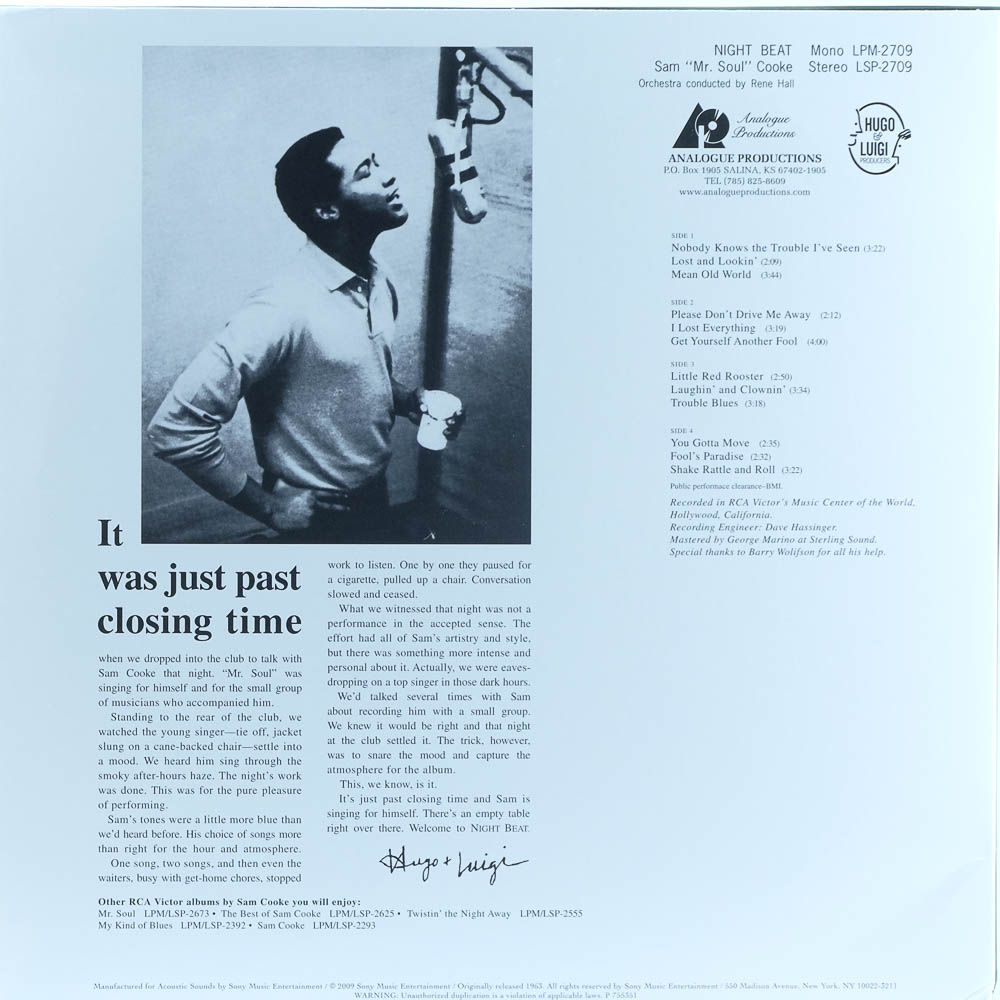 NIGHT BEAT Mono LPM-2709
Sam "Mr. Soul" Cooke Stereo LSP-2709
Orchestra conducted by Rene Hall
Analogue
Productions
ANALOGUE PRODUCTIONS
P.O. Box 1905 SALINA, KS 67402-1905
TEL (785) 825-8609
www.analogueproductions.com
HUGO
&
LUIGI
PRODUCERS
SIDE 1
Nobody Knows the Trouble I've Seen (3:22)
Lost and Lookin' (2:09)
Mean Old World (3:44)
SIDE 2
Please Don't Drive Me Away (2:12)
I Lost Everything (3:19)
Get Yourself Another Fool (4:00)
SIDE 3
Little Red Rooster (2:50)
Laughin' and Clownin' (3:34)
Trouble Blues (3:18)
SIDE 4
You Gotta Move (2:35)
Fool's Paradise (2:32)
Shake Rattle and Roll (3:22)
Public performace clearance–BMI.
Recorded in RCA Victor's Music Center of the World,
Hollywood, California.
Recording Engineer: Dave Hassinger.
Mastered by George Marino at Sterling Sound.
Special thanks to Barry Wolifson for all his help.
It
was just past
closing time
when we dropped into the club to talk with
Sam Cooke that night. "Mr. Soul" was
singing for himself and for the small group
of musicians who accompanied him.
Standing to the rear of the club, we
watched the young singer—tie off, jacket
slung on a cane-backed chair—settle into
a mood. We heard him sing through the
smoky after-hours haze. The night's work
was done. This was for the pure pleasure
of performing.
Sam's tones were a little more blue than
we'd heard before. His choice of songs more
than right for the hour and atmosphere.
One song, two songs, and then even the
waiters, busy with get-home chores, stopped
work to listen. One by one they paused for
a cigarette, pulled up a chair. Conversation
slowed and ceased.
What we witnessed that night was not a
performance in the accepted sense. The
effort had all of Sam's artistry and style,
but there was something more intense and
personal about it. Actually, we were eaves-
dropping on a top singer in those dark hours.
We'd talked several times with Sam
about recording him with a small group.
We knew it would be right and that night
at the club settled it. The trick, however,
was to snare the mood and capture the
atmosphere for the album.
This, we know, is it.
It's just past closing time and Sam is
singing for himself. There's an empty table
right over there. Welcome to NIGHT BEAT.
Hugo + Luigi
Other RCA Victor albums by Sam Cooke you will enjoy:
Mr. Soul LPM/LSP-2673 • The Best of Sam Cooke LPM/LSP-2625 • Twistin' the Night Away LPM/LSP-2555
My Kind of Blues LPM/LSP-2392 • Sam Cooke LPM/LSP-2293
Manufactured for Acoustic Sounds by Sony Music Entertainment / © 2009 Sony Music Entertainment / Originally released 1963. All rights reserved by Sony Music Entertainment / 550 Madison Avenue, New York, NY 10022-3211
WARNING: Unauthorized duplication is a violation of applicable laws. P 755551